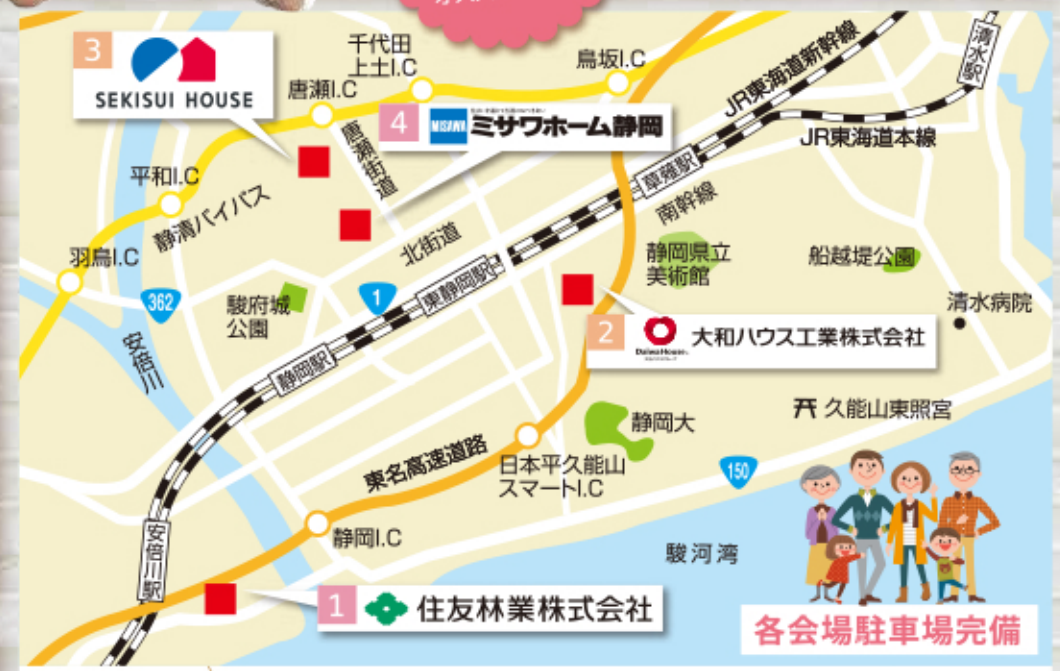 3
SEKISUI HOUSE
千代田
上土I.C
唐瀬I.C
鳥坂I.C
JR東海道新幹線
清水駅
4
MISAWA
ミサワホーム静岡
唐瀬街道
JR東海道本線
平和I.C
静清バイパス
草薙駅
南幹線
北街道
羽鳥I.C
362
駿府城
公園
1
東静岡駅
静岡県立
美術館
船越堤公園
清水病院
安倍川
静岡駅
2
DaiwaHouse
大和ハウス工業株式会社
久能山東照宮
静岡大
東名高速道路
日本平久能山
スマートI.C
150
静岡I.C
駿河湾
安倍川駅
1
住友林業株式会社
各会場駐車場完備